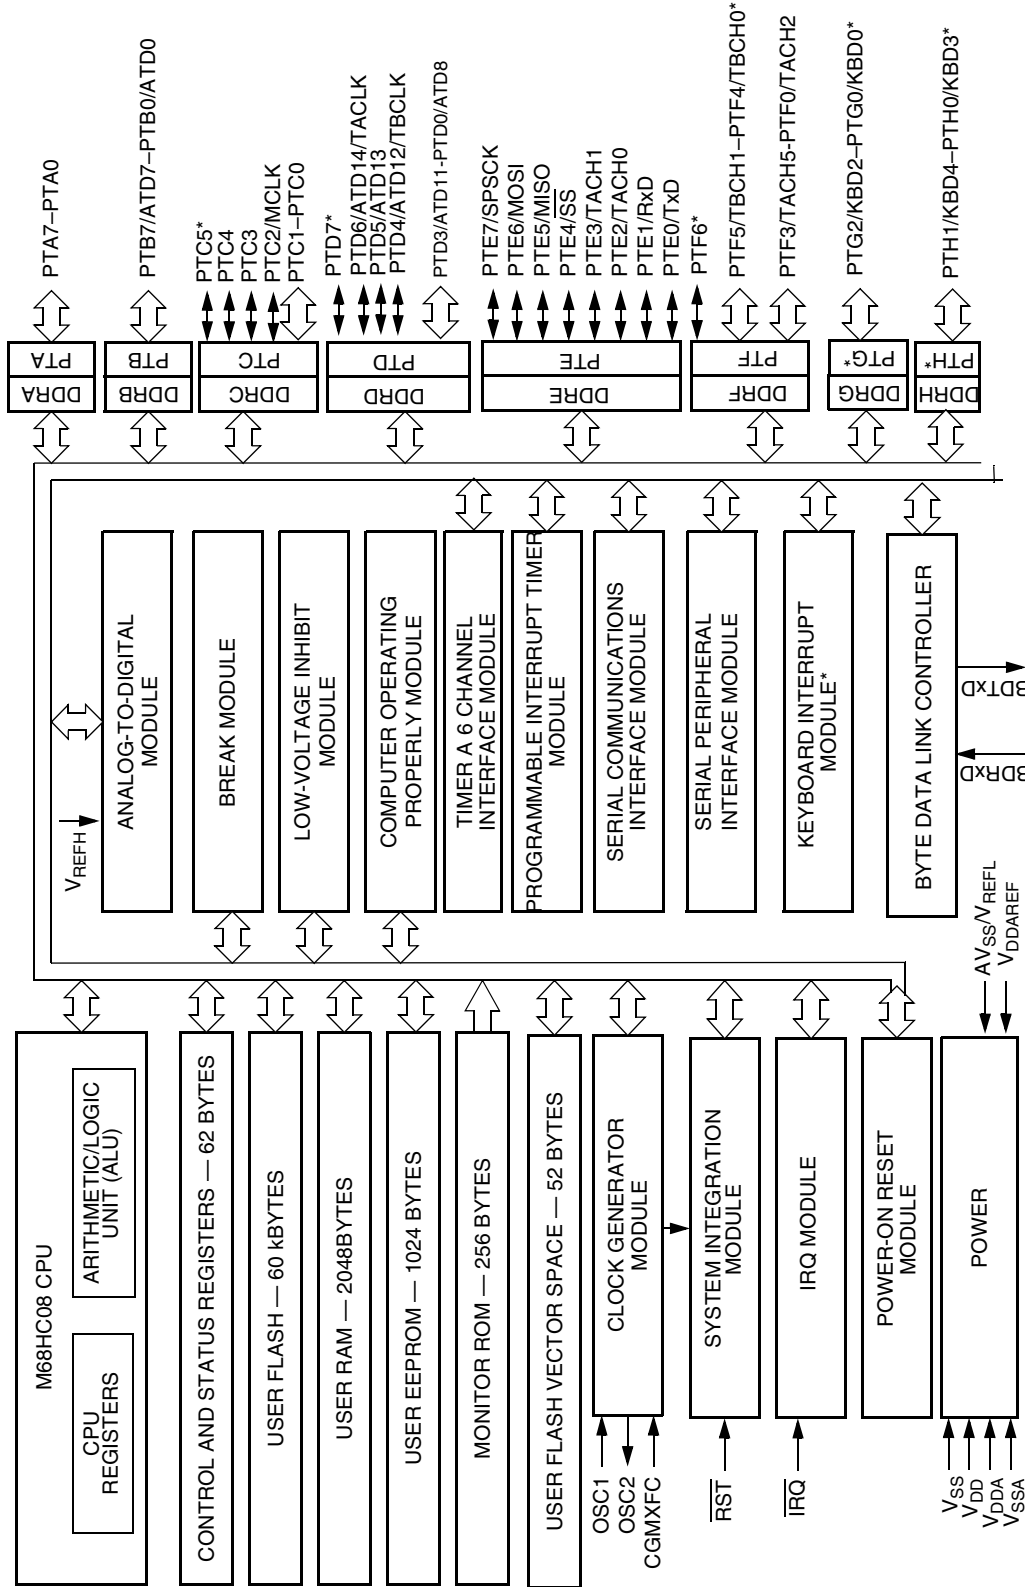 M68HC08 CPU
CPU
REGISTERS
ARITHMETIC/LOGIC
UNIT (ALU)
CONTROL AND STATUS REGISTERS — 62 BYTES
USER FLASH — 60 kBYTES
USER RAM — 2048BYTES
USER EEPROM — 1024 BYTES
MONITOR ROM — 256 BYTES
USER FLASH VECTOR SPACE — 52 BYTES
OSC1
OSC2
CGMXFC
CLOCK GENERATOR
MODULE
RST
SYSTEM INTEGRATION
MODULE
IRQ
IRQ MODULE
POWER-ON RESET
MODULE
VSS
VDD
VDDA
VSSA
POWER
AVSS/VREFL
VDDAREF
VREFH
ANALOG-TO-DIGITAL
MODULE
BREAK MODULE
LOW-VOLTAGE INHIBIT
MODULE
COMPUTER OPERATING
PROPERLY MODULE
TIMER A 6 CHANNEL
INTERFACE MODULE
PROGRAMMABLE INTERRUPT TIMER
MODULE
SERIAL COMMUNICATIONS
INTERFACE MODULE
SERIAL PERIPHERAL
INTERFACE MODULE
KEYBOARD INTERRUPT
MODULE*
BYTE DATA LINK CONTROLLER
BDRxD
BDTxD
DDRA
PTA
PTA7–PTA0
DDRB
PTB
PTB7/ATD7–PTB0/ATD0
DDRC
PTC
PTC5*
PTC4
PTC3
PTC2/MCLK
PTC1–PTC0
DDRD
PTD
PTD7*
PTD6/ATD14/TACLK
PTD5/ATD13
PTD4/ATD12/TBCLK
PTD3/ATD11-PTD0/ATD8
DDRE
PTE
PTE7/SPSCK
PTE6/MOSI
PTE5/MISO
PTE4/SS
PTE3/TACH1
PTE2/TACH0
PTE1/RxD
PTE0/TxD
DDRF
PTF
PTF6*
PTF5/TBCH1–PTF4/TBCH0*
PTF3/TACH5-PTF0/TACH2
DDRG
PTG*
PTG2/KBD2–PTG0/KBD0*
DDRH
PTH*
PTH1/KBD4–PTH0/KBD3*